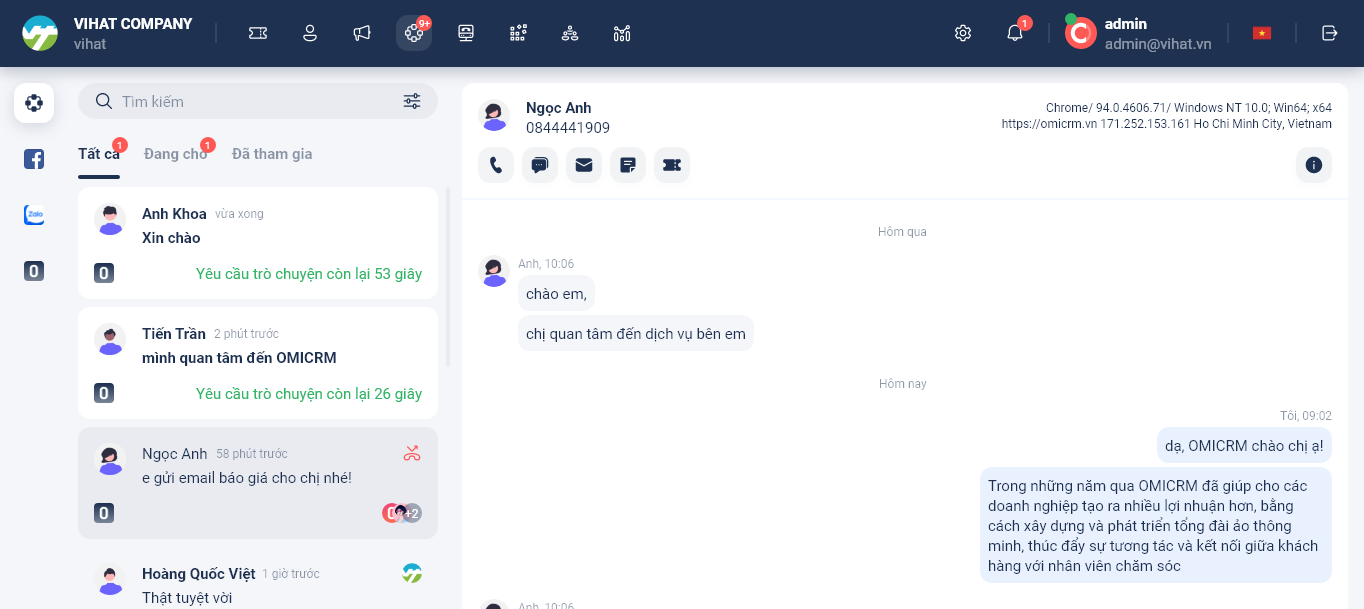 VIHAT COMPANY
vihat
9+
1
admin
admin@vihat.vn
Tìm kiếm
Tất cả
1
Đang chờ
1
Đã tham gia
Zalo
Anh Khoa vừa xong
Xin chào
Yêu cầu trò chuyện còn lại 53 giây
Tiến Trần 2 phút trước
mình quan tâm đến OMICRM
Yêu cầu trò chuyện còn lại 26 giây
Ngọc Anh 58 phút trước
e gửi email báo giá cho chị nhé!
+2
Hoàng Quốc Việt 1 giờ trước
Thật tuyệt vời
Ngọc Anh
0844441909
Chrome/ 94.0.4606.71/ Windows NT 10.0; Win64; x64
https://omicrm.vn 171.252.153.161 Ho Chi Minh City, Vietnam
Hôm qua
Anh, 10:06
chào em,
chị quan tâm đến dịch vụ bên em
Hôm nay
Tôi, 09:02
dạ, OMICRM chào chị ạ!
Trong những năm qua OMICRM đã giúp cho các
doanh nghiệp tạo ra nhiều lợi nhuận hơn, bằng
cách xây dựng và phát triển tổng đài ảo thông
minh, thúc đẩy sự tương tác và kết nối giữa khách
hàng với nhân viên chăm sóc
Anh, 10:06